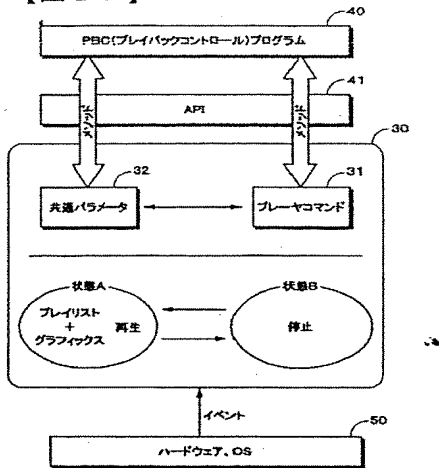 40
PBC(プレイバックコントロール)プログラム
41
API
メソッド
メソッド
30
32
31
共通パラメータ
プレーヤコマンド
状態A
状態B
プレイリスト
+
グラフィックス
再生
停止
イベント
50
ハードウェア、OS